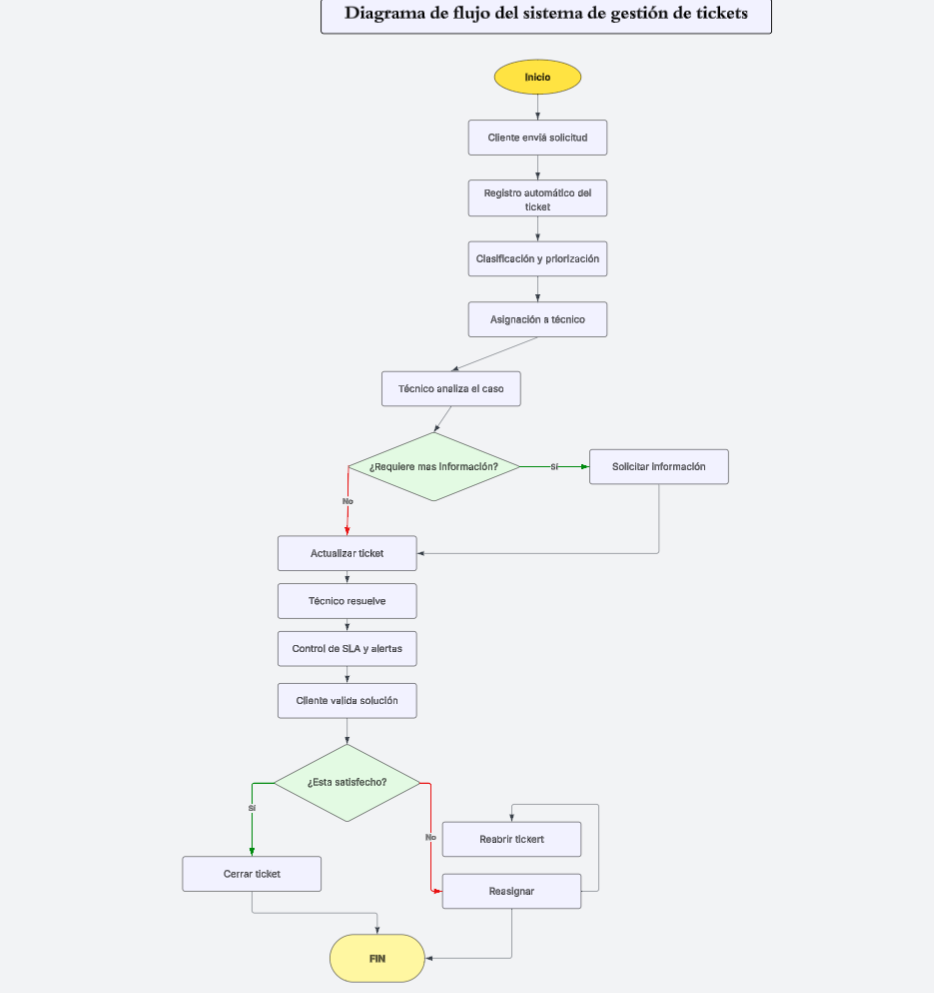 Diagrama de flujo del sistema de gestión de tickets
Inicio
Cliente enviá solicitud
Registro automático del
ticket
Clasificación y priorización
Asignación a técnico
Técnico analiza el caso
¿Requiere mas información?
Sí
Solicitar información
No
Actualizar ticket
Técnico resuelve
Control de SLA y alertas
Cliente valida solución
¿Esta satisfecho?
Sí
No
Reabrir tickert
Cerrar ticket
Reasignar
FIN